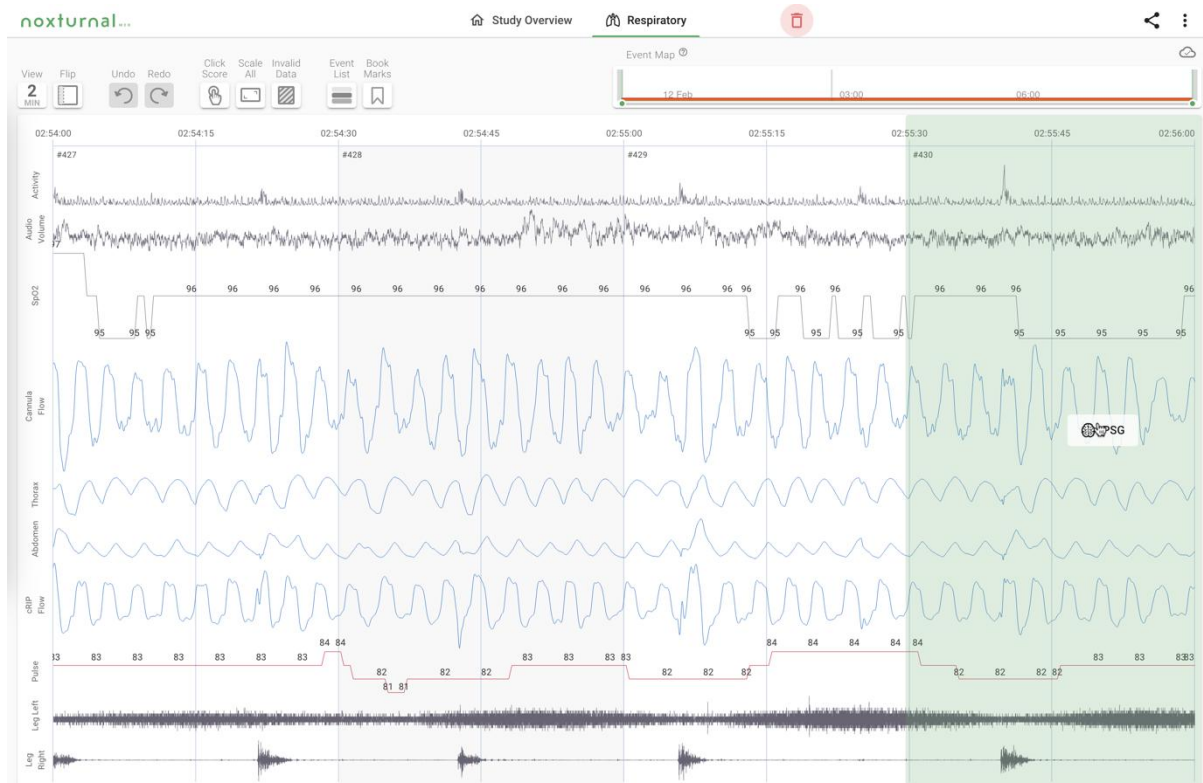 noxturnal
Study Overview
Respiratory
View
Flip
Undo
Redo
Click Score
Scale All
Invalid Data
Event List
Book Marks
Event Map
2 MIN
12 Feb
03:00
06:00
02:54:00 02:54:15 02:54:30 02:54:45 02:55:00 02:55:15 02:55:30 02:55:45 02:56:00
#427 #428 #429 #430
Activity
Audio Volume
SpO2
96 96 96 96 96 96 96 96 96 96 96 96 96 96 96 96 96 96 96 96 96
95 95 95 95 95 95 95 95 95 95 95 95 95
Cannula Flow
PSG
Thorax
Abdomen
cRIP Flow
84 84 84 84 84 84 84
Pulse
83 83 83 83 83 83 83 83 83 83 83 83 83 83
82 82 82 82 82 82 82 82 82 82
81 81
Leg Left
Leg Right